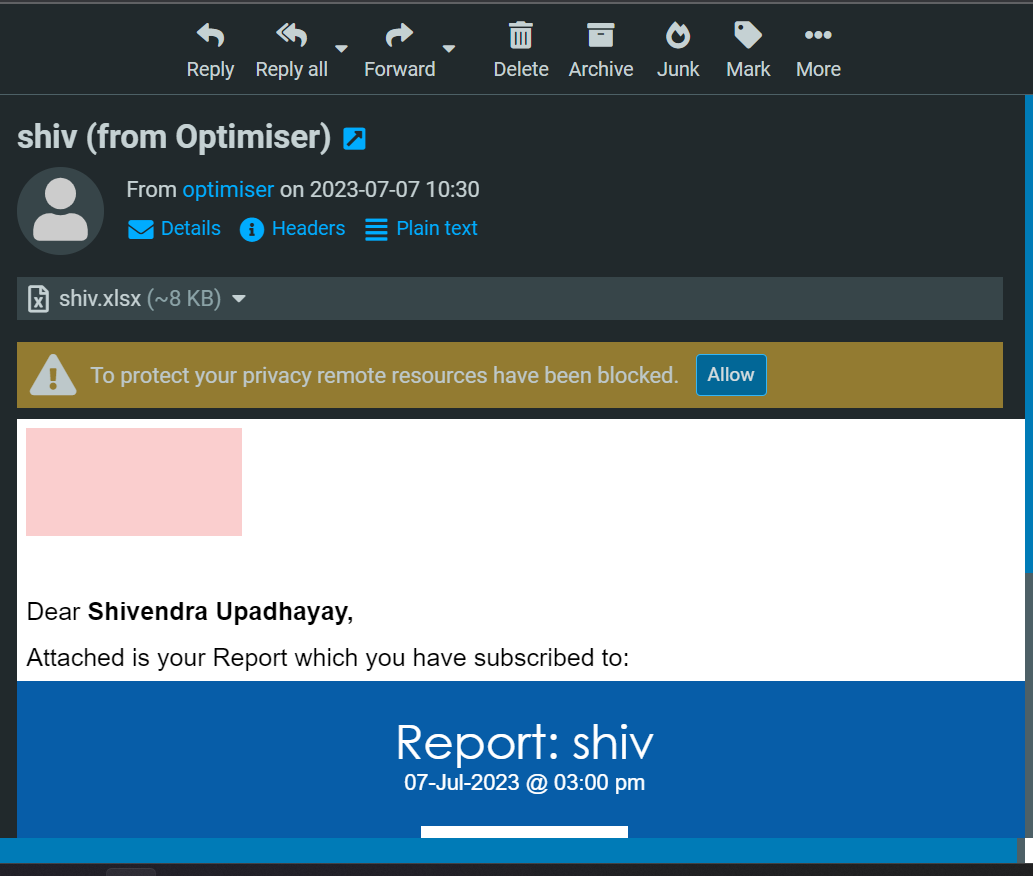 Reply Reply all Forward Delete Archive Junk Mark More
shiv (from Optimiser)
From optimiser on 2023-07-07 10:30
Details Headers Plain text
shiv.xlsx (~8 KB)
To protect your privacy remote resources have been blocked. Allow
Dear Shivendra Upadhayay,
Attached is your Report which you have subscribed to:
Report: shiv
07-Jul-2023 @ 03:00 pm